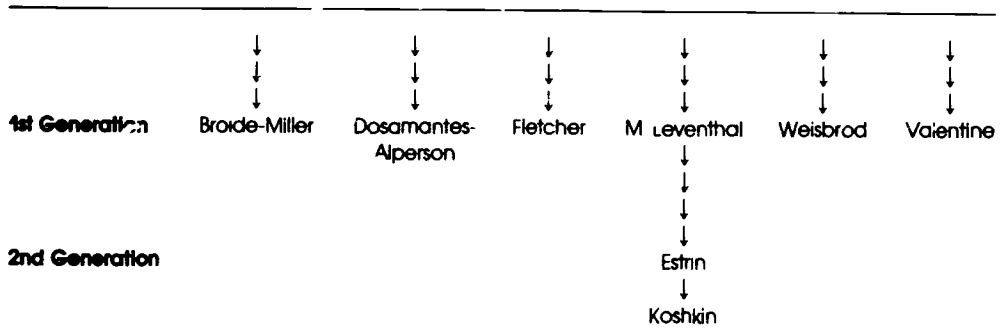 1st Generation Broide-Miller Dosamantes- Fletcher M. Leventhal Weisbrod Valentine
Alperson
2nd Generation Estrin
Koshkin